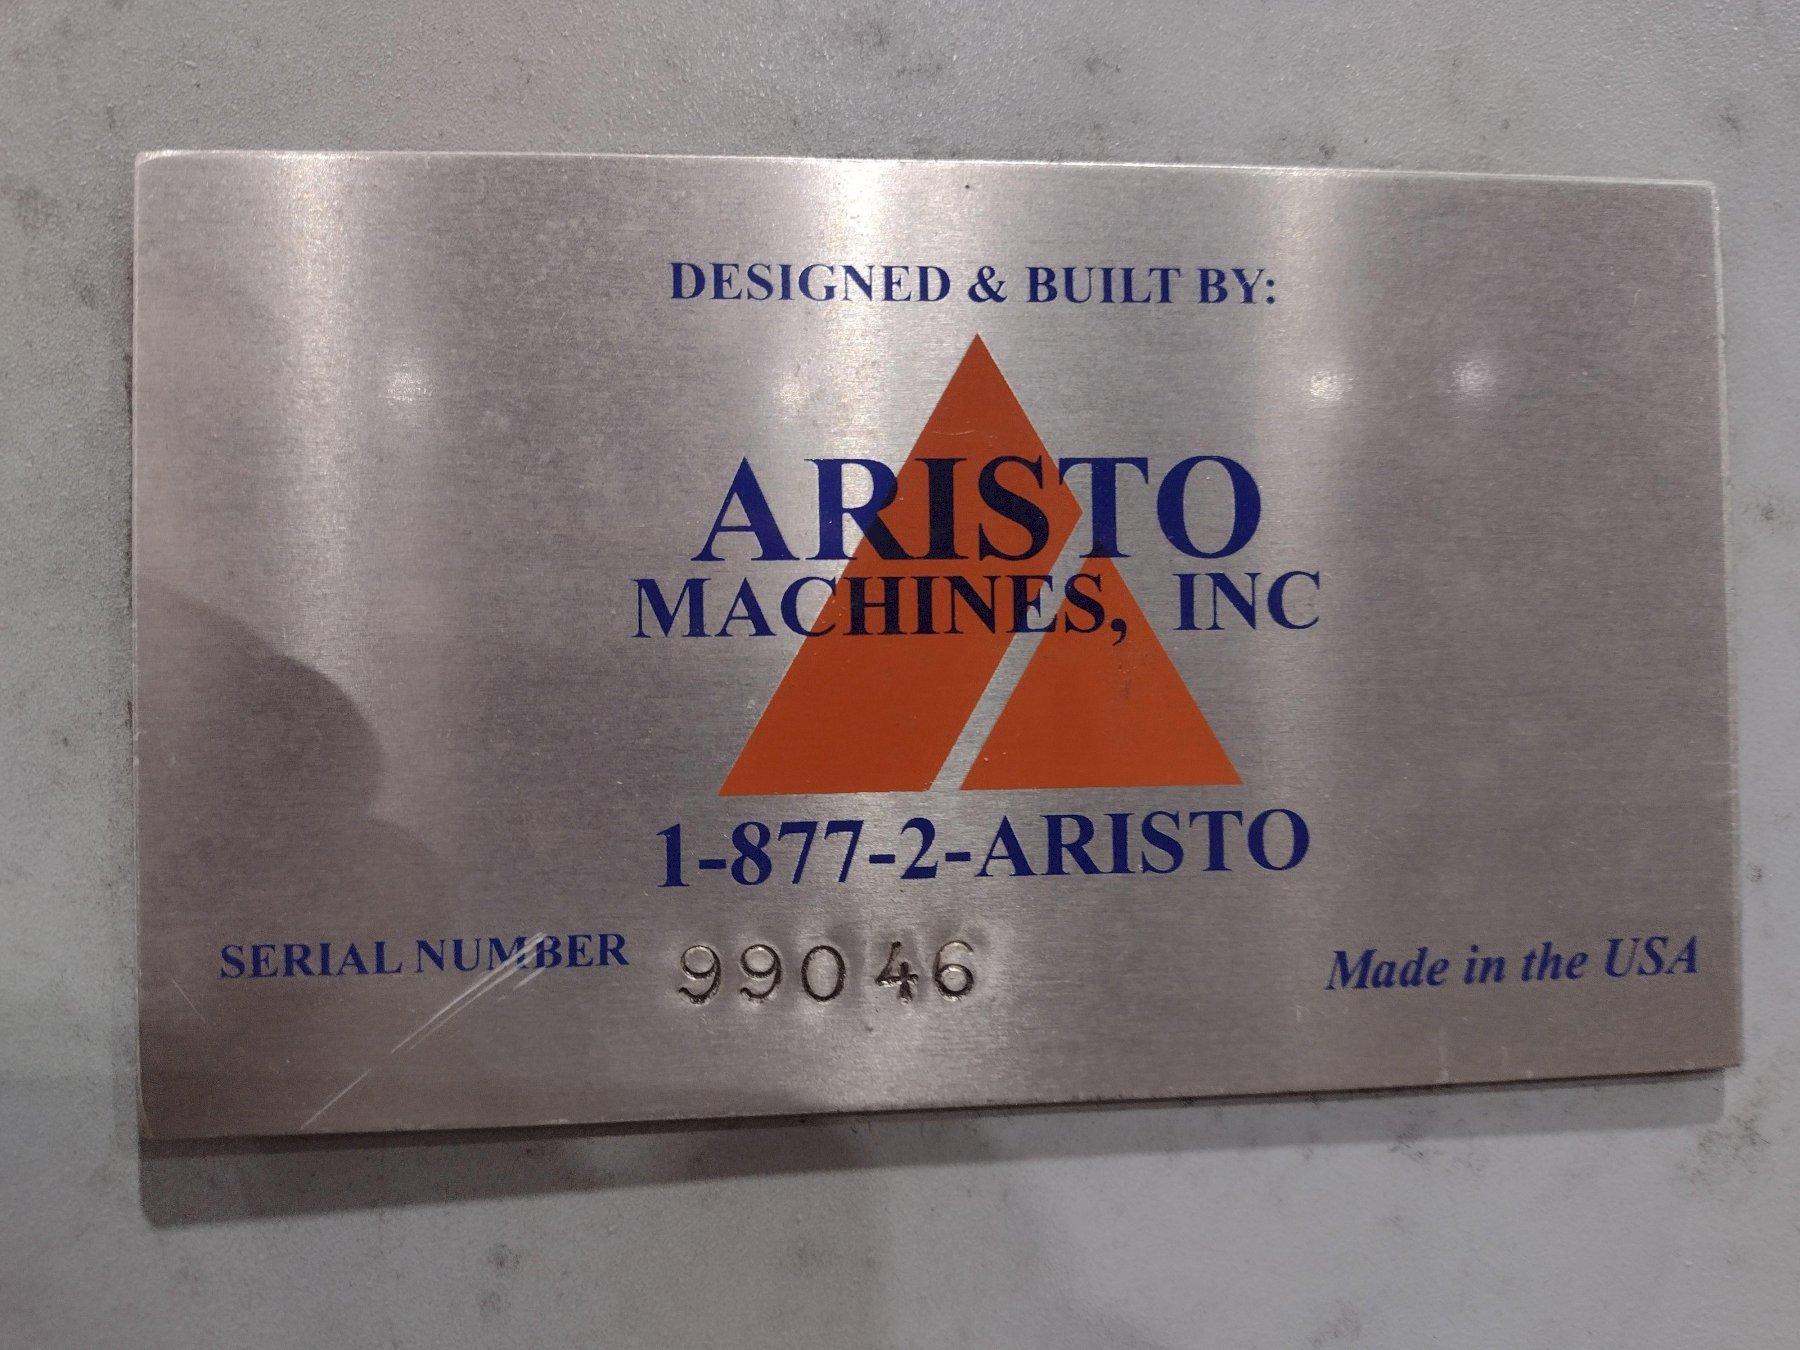 DESIGNED & BUILT BY:
ARISTO
MACHINES, INC
1-877-2-ARISTO
SERIAL NUMBER 99046 Made in the USA